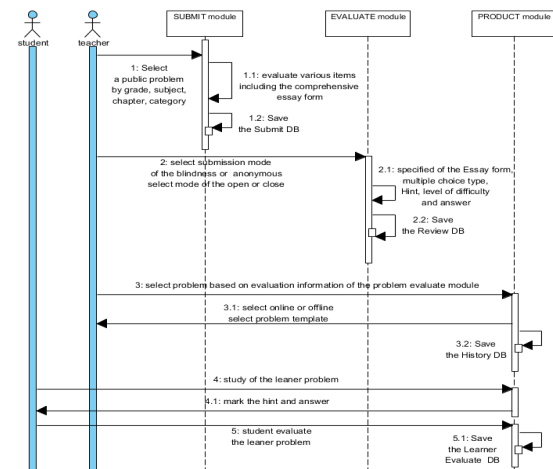 SUBMIT module
EVALUATE module
PRODUCT module
student
teacher
1: Select
a public problem
by grade, subject,
chapter, category
1.1: evaluate various items
including the comprehensive
essay form
1.2: Save
the Submit DB
2: select submission mode
of the blindness or anonymous
select mode of the open or close
2.1: specified of the Essay form,
multiple choice type,
Hint, level of difficulty
and answer
2.2: Save
the Review DB
3: select problem based on evaluation information of the problem evaluate module
3.1: select online or offline
select problem template
3.2: Save
the History DB
4: study of the leaner problem
4.1: mark the hint and answer
5: student evaluate
the leaner problem
5.1: Save
the Learner
Evaluate DB